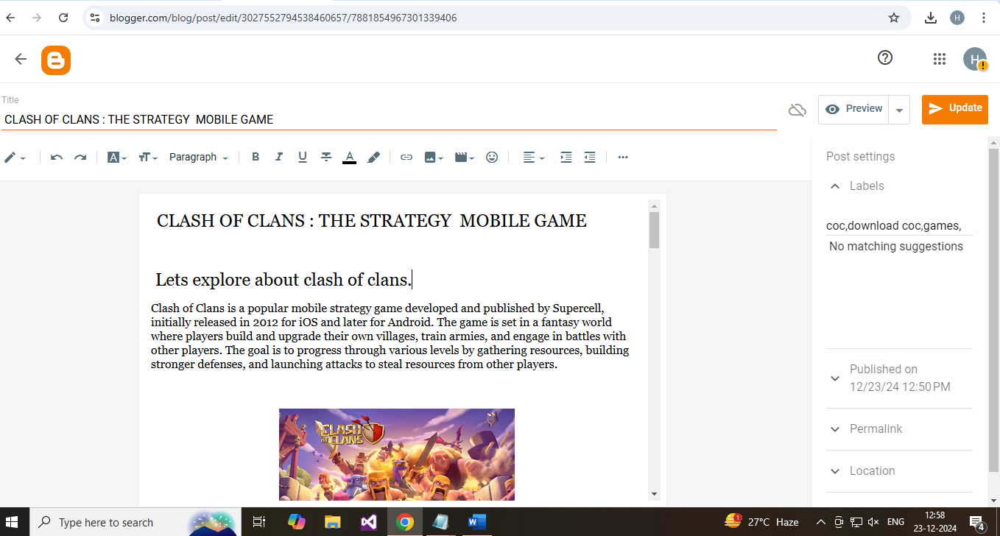 blogger.com/blog/post/edit/3027552794538460657/7881854967301339406
H
H
Title
CLASH OF CLANS : THE STRATEGY  MOBILE GAME
Preview
Update
A
Paragraph
B
I
U
A
Post settings
Labels
coc,download coc,games,
No matching suggestions
Published on
12/23/24 12:50 PM
Permalink
Location
CLASH OF CLANS : THE STRATEGY  MOBILE GAME
Lets explore about clash of clans.
Clash of Clans is a popular mobile strategy game developed and published by Supercell,
initially released in 2012 for iOS and later for Android. The game is set in a fantasy world
where players build and upgrade their own villages, train armies, and engage in battles with
other players. The goal is to progress through various levels by gathering resources, building
stronger defenses, and launching attacks to steal resources from other players.
CLASH
OF CLANS
Type here to search
27°C Haze
ENG
12:58
23-12-2024
4